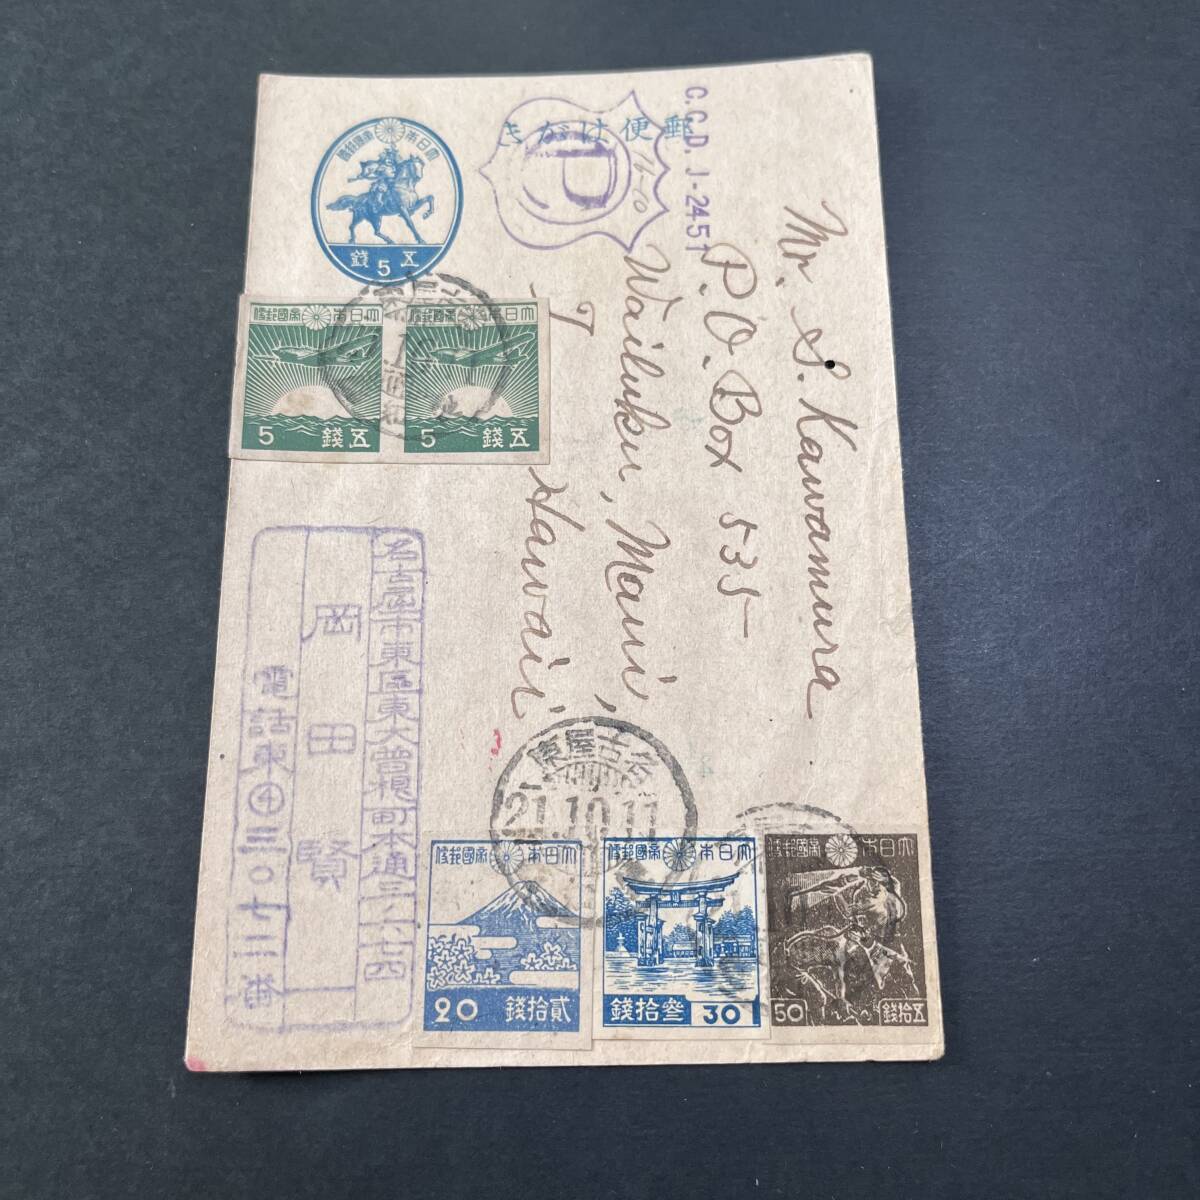 郵便はがき
大日本帝國郵便
五5錢
C.C.D. J-2451
P
Mr. S. Kawamura
P.O. Box 535
Wailuku, Maui,
T Hawaii
大日本帝國郵便
5 五錢
大日本帝國郵便
5 五錢
名古屋市東區東大曽根町本通三ノ六七四
岡田賢
電話東④三〇七二番
名古屋東
21.10.11
大日本帝國郵便
20 貳拾錢
大日本帝國郵便
參拾錢 30
大日本帝國郵便
50 五拾錢